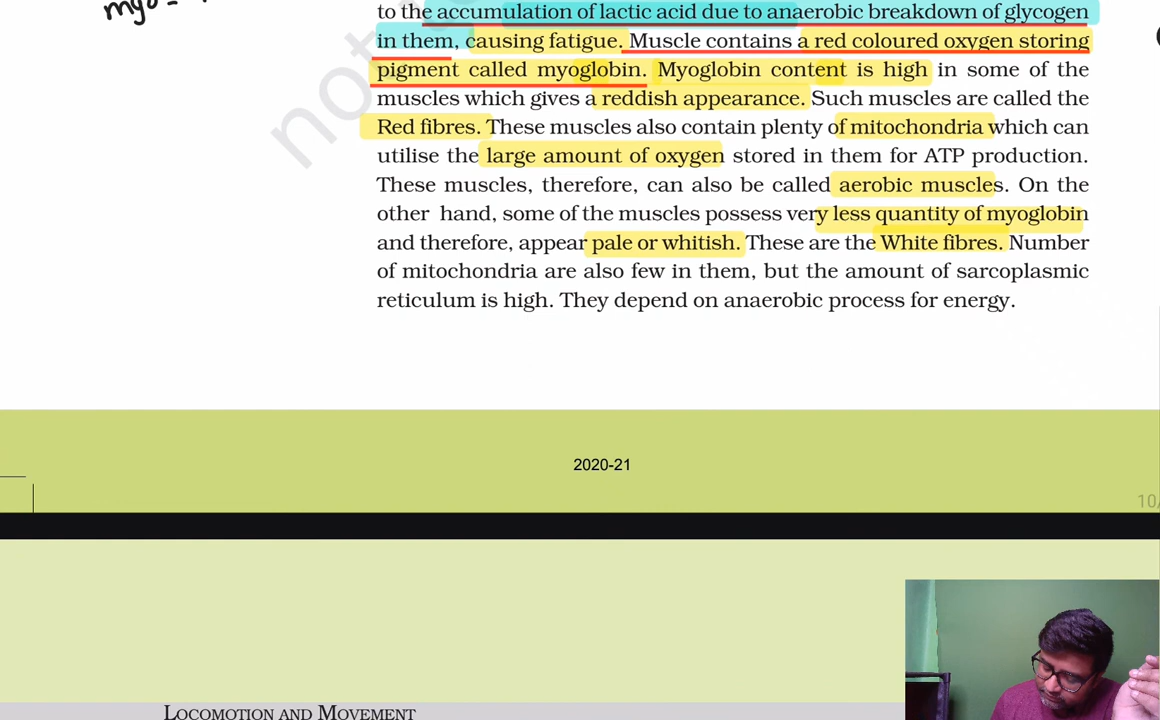 myo =
to the accumulation of lactic acid due to anaerobic breakdown of glycogen
in them, causing fatigue. Muscle contains a red coloured oxygen storing
pigment called myoglobin. Myoglobin content is high in some of the
muscles which gives a reddish appearance. Such muscles are called the
Red fibres. These muscles also contain plenty of mitochondria which can
utilise the large amount of oxygen stored in them for ATP production.
These muscles, therefore, can also be called aerobic muscles. On the
other hand, some of the muscles possess very less quantity of myoglobin
and therefore, appear pale or whitish. These are the White fibres. Number
of mitochondria are also few in them, but the amount of sarcoplasmic
reticulum is high. They depend on anaerobic process for energy.
not
2020-21
10/
LOCOMOTION AND MOVEMENT